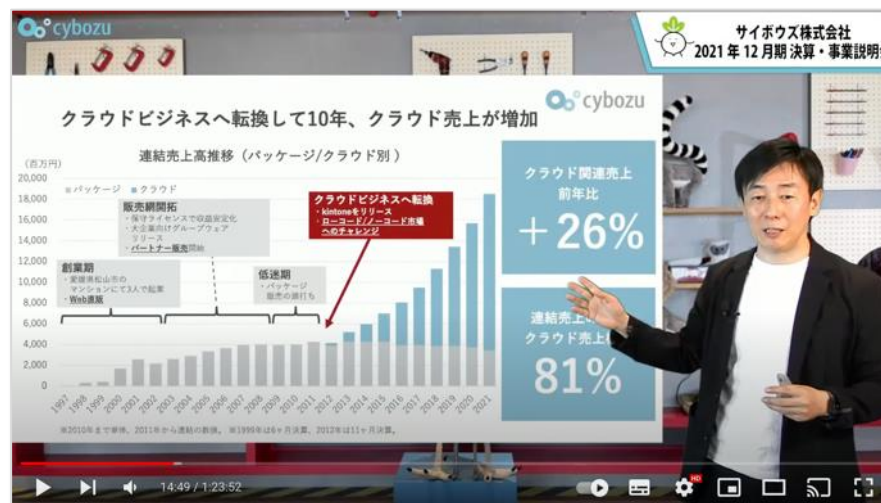 cybozu
サイボウズ株式会社
2021年12月期 決算・事業説明会
cybozu
クラウドビジネスへ転換して10年、クラウド売上が増加
連結売上高推移（パッケージ/クラウド別 ）
（百万円）
20,000
18,000
16,000
14,000
12,000
10,000
8,000
6,000
4,000
2,000
0
■パッケージ ■クラウド
創業期
・愛媛県松山市の
マンションにて3人で起業
・Web直販
販売網開拓
・保守ライセンスで収益安定化
・大企業向けグループウェア
リリース
・パートナー販売開始
低迷期
・パッケージ
販売の頭打ち
クラウドビジネスへ転換
・kintoneをリリース
・ローコード/ノーコード市場
へのチャレンジ
1997 1998 1999 2000 2001 2002 2003 2004 2005 2006 2007 2008 2009 2010 2011 2012 2013 2014 2015 2016 2017 2018 2019 2020 2021
※2010年まで単体、2011年から連結の数値。 ※1999年は6ヶ月決算、2012年は11ヶ月決算。
クラウド関連売上
前年比
＋26%
連結売上
クラウド売上
81%
14:49 / 1:23:52
HD